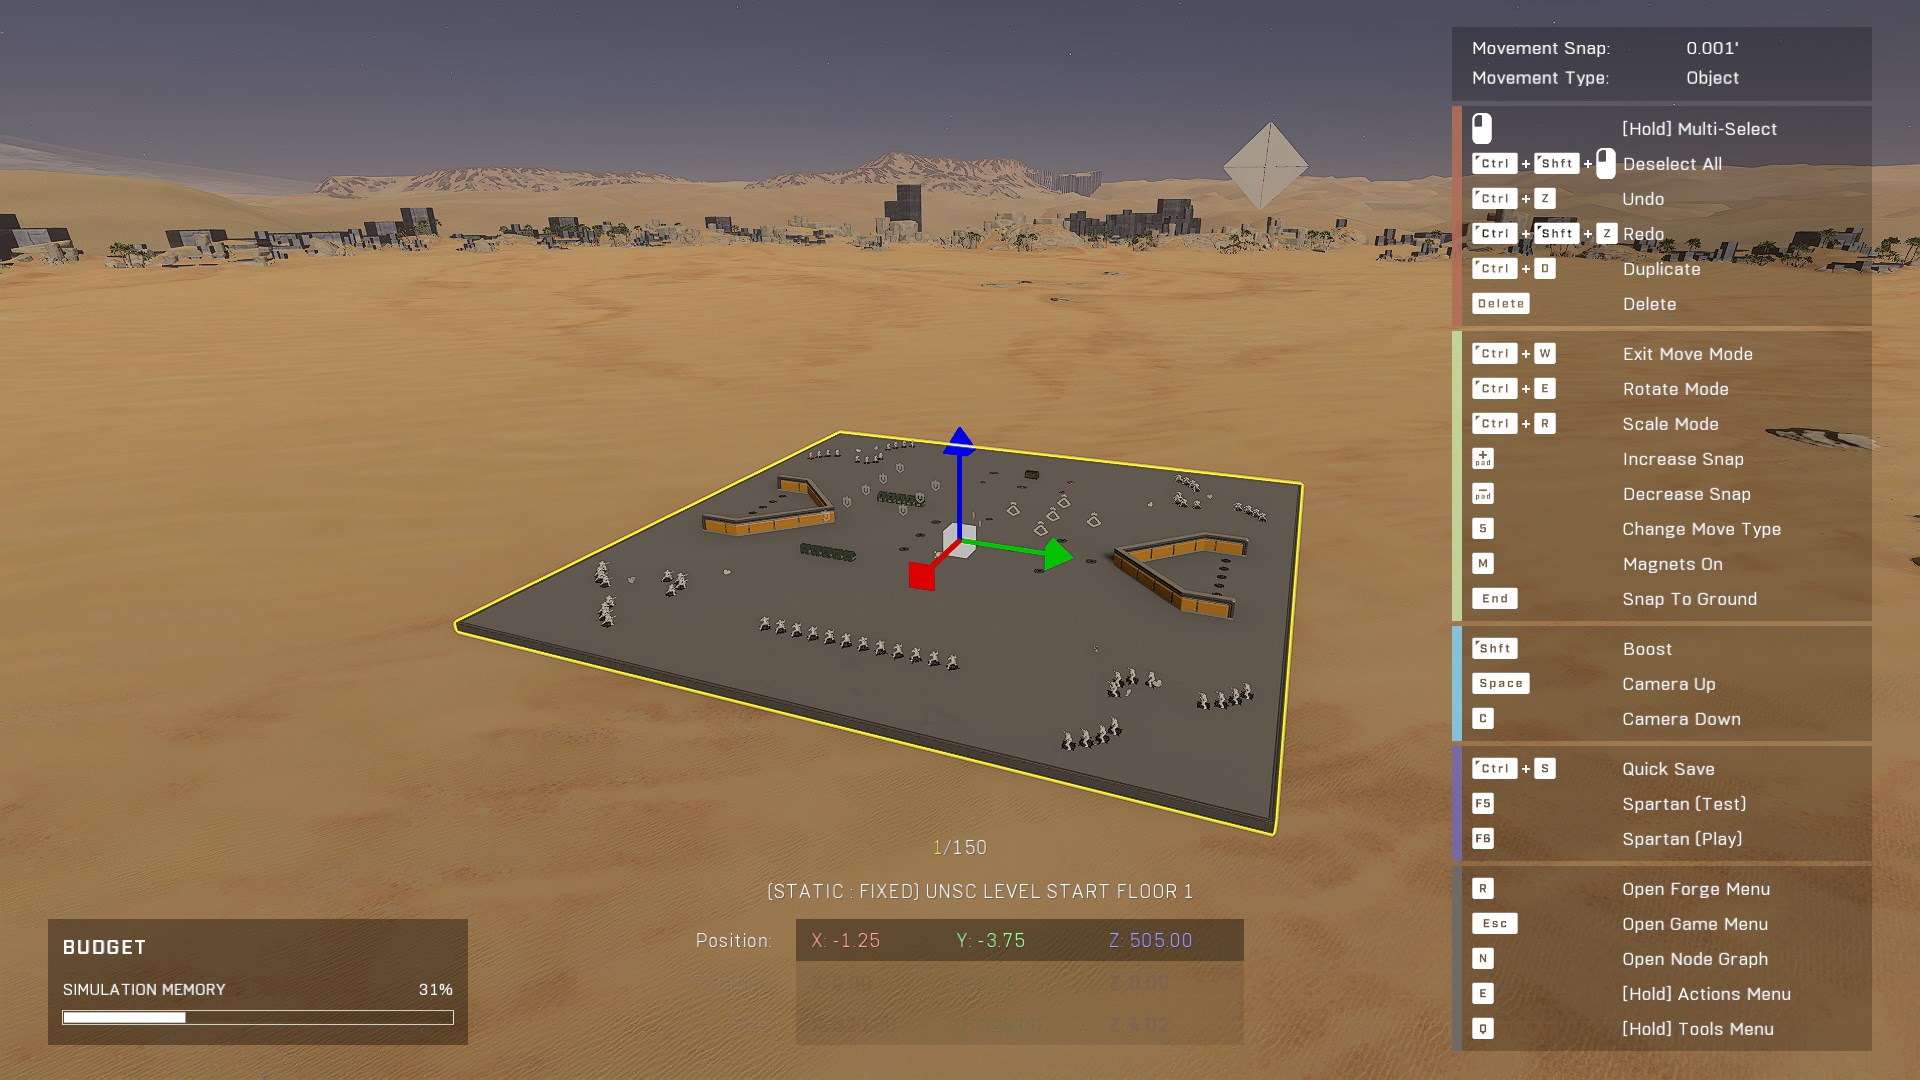 Movement Snap: 0.001'
Movement Type: Object
[Hold] Multi-Select
Ctrl + Shft + Deselect All
Ctrl + Z Undo
Ctrl + Shft + Z Redo
Ctrl + D Duplicate
Delete Delete
Ctrl + W Exit Move Mode
Ctrl + E Rotate Mode
Ctrl + R Scale Mode
+ pad Increase Snap
- pad Decrease Snap
S Change Move Type
M Magnets On
End Snap To Ground
Shft Boost
Space Camera Up
C Camera Down
Ctrl + S Quick Save
F5 Spartan (Test)
F6 Spartan (Play)
R Open Forge Menu
Esc Open Game Menu
N Open Node Graph
E [Hold] Actions Menu
Q [Hold] Tools Menu
1/150
(STATIC : FIXED) UNSC LEVEL START FLOOR 1
Position: X: -1.25 Y: -3.75 Z: 505.00
BUDGET
SIMULATION MEMORY 31%